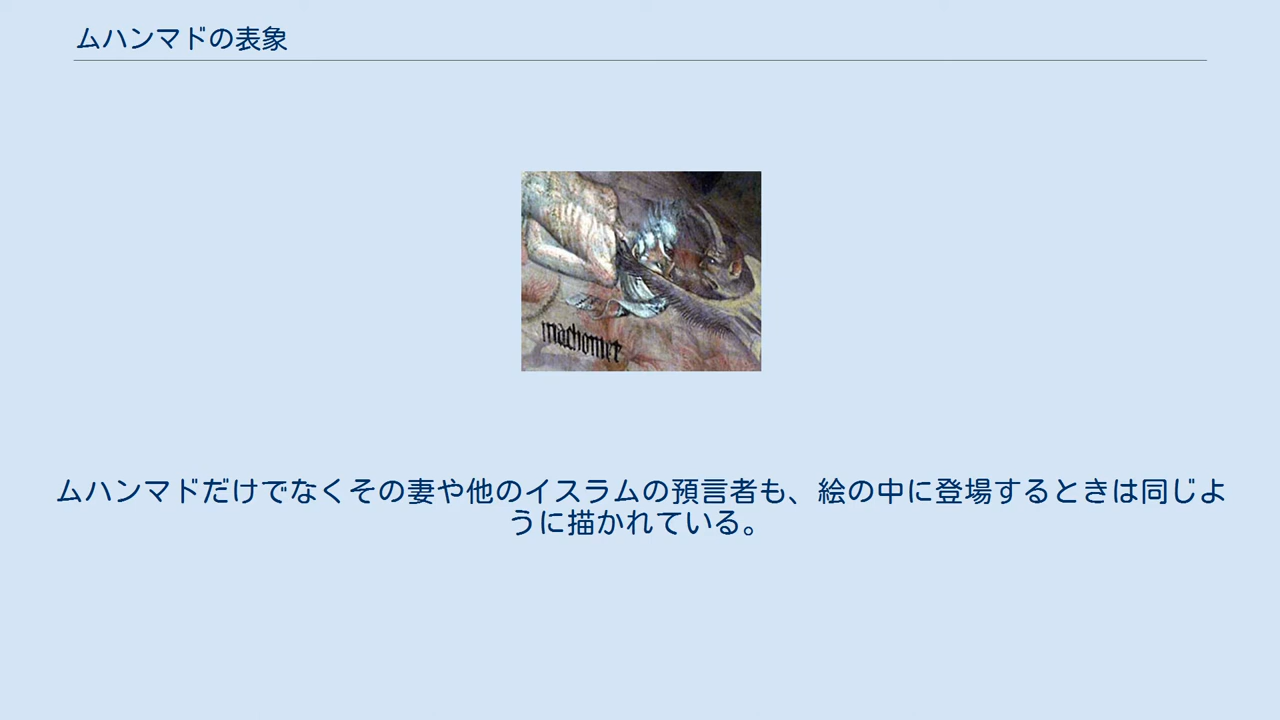 ムハンマドの表象
machomet
ムハンマドだけでなくその妻や他のイスラムの預言者も、絵の中に登場するときは同じよ
うに描かれている。